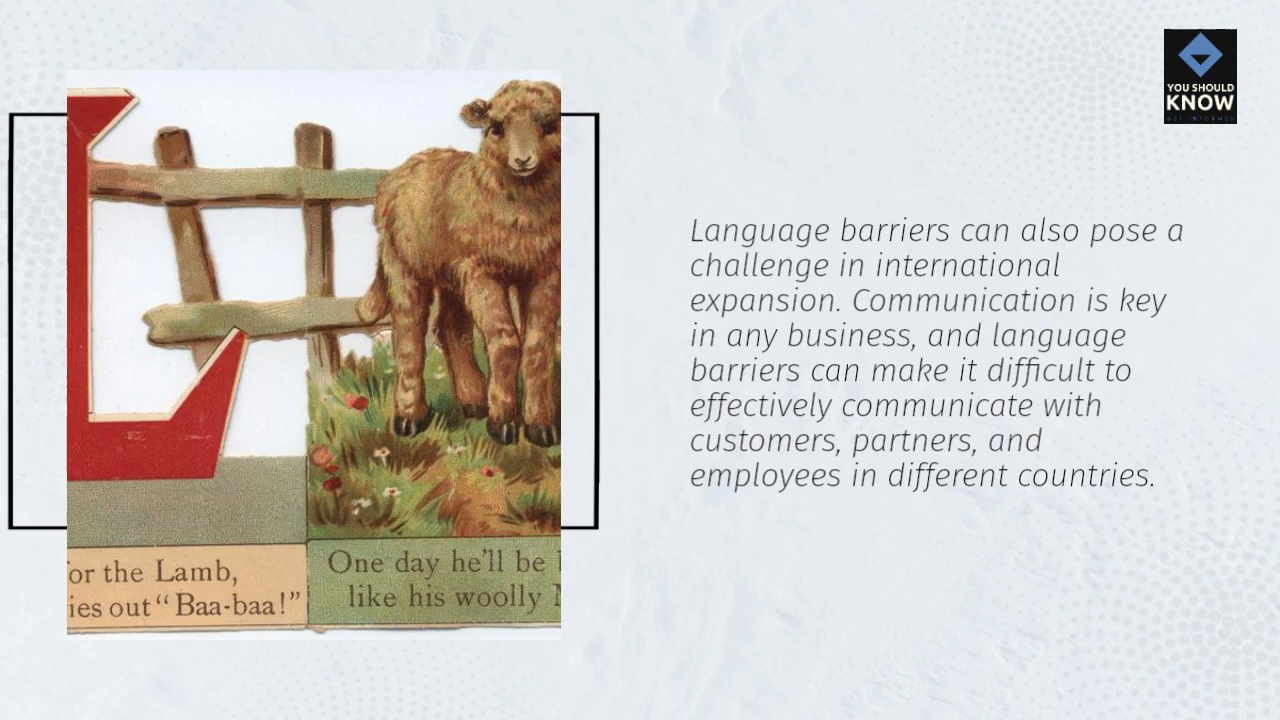 YOU SHOULD
KNOW
GET INFORMED
Language barriers can also pose a
challenge in international
expansion. Communication is key
in any business, and language
barriers can make it difficult to
effectively communicate with
customers, partners, and
employees in different countries.
L
or the Lamb,
ies out “Baa-baa!”
One day he’ll be
like his woolly